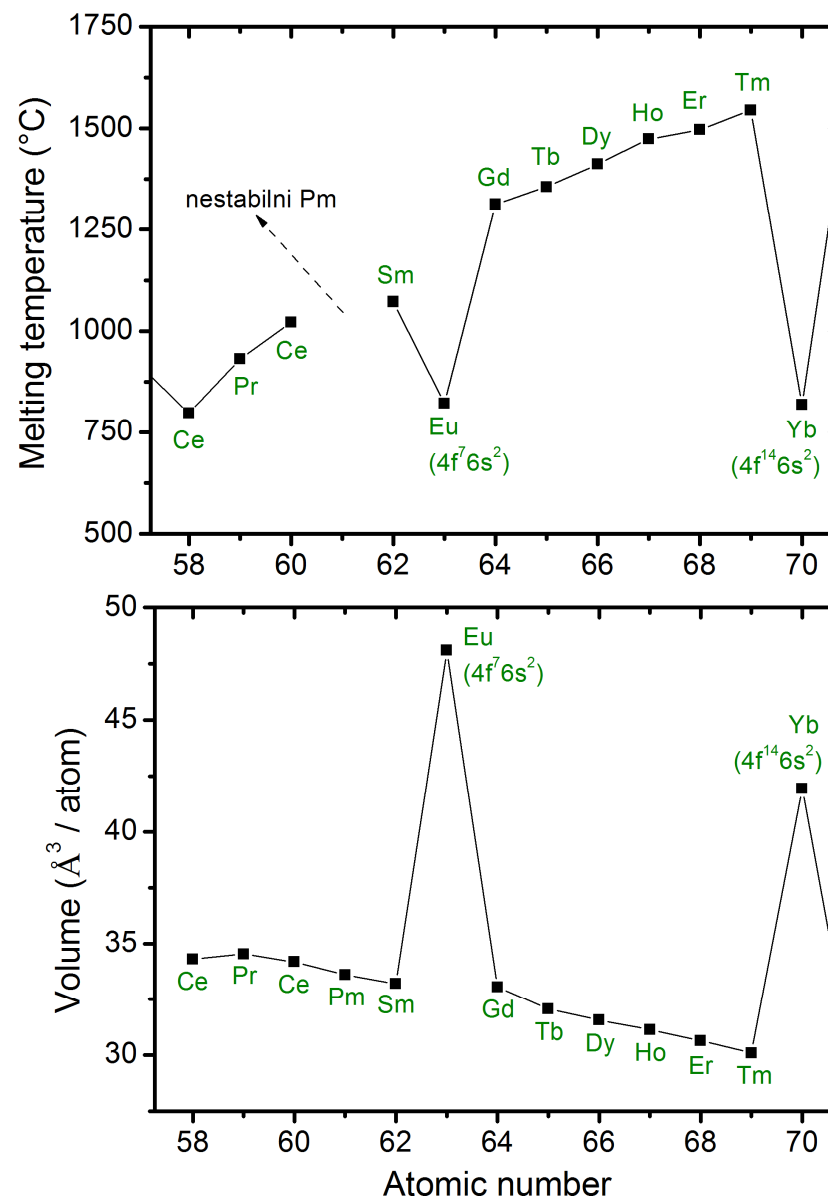 1750
1500
1250
1000
750
500
Melting temperature (°C)
nestabilni Pm
Ce
Pr
Ce
Sm
Eu
(4f⁷6s²)
Gd
Tb
Dy
Ho
Er
Tm
Yb
(4f¹⁴6s²)
58 60 62 64 66 68 70
50
45
40
35
30
Volume (Å³ / atom)
Ce
Pr
Ce
Pm
Sm
Eu
(4f⁷6s²)
Gd
Tb
Dy
Ho
Er
Tm
Yb
(4f¹⁴6s²)
58 60 62 64 66 68 70
Atomic number